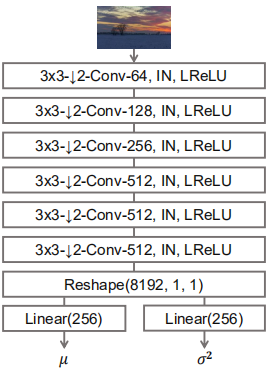 3x3-↓2-Conv-64, IN, LReLU
3x3-↓2-Conv-128, IN, LReLU
3x3-↓2-Conv-256, IN, LReLU
3x3-↓2-Conv-512, IN, LReLU
3x3-↓2-Conv-512, IN, LReLU
3x3-↓2-Conv-512, IN, LReLU
Reshape(8192, 1, 1)
Linear(256) Linear(256)
μ σ²